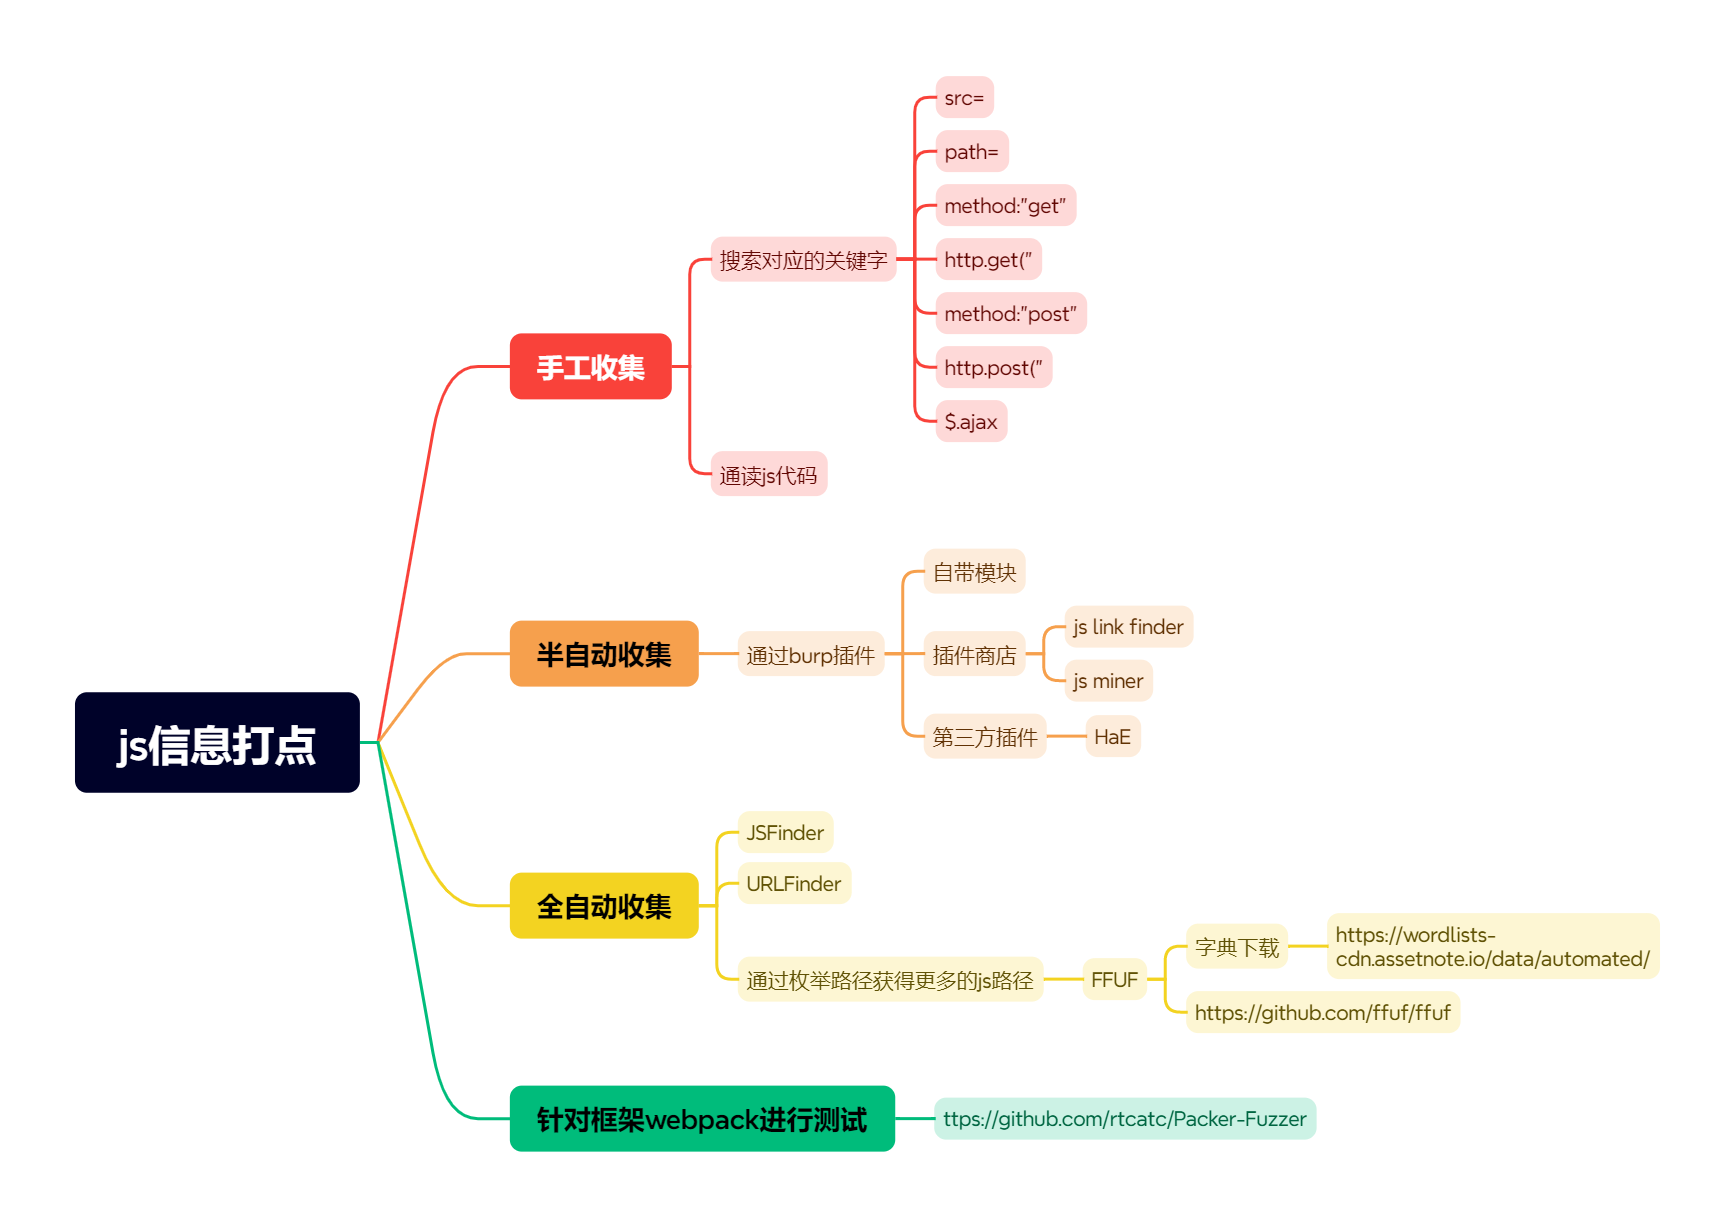 js信息打点
手工收集
搜索对应的关键字
src=
path=
method:"get"
http.get("
method:"post"
http.post("
$.ajax
通读js代码
半自动收集
通过burp插件
自带模块
插件商店
js link finder
js miner
第三方插件
HaE
全自动收集
JSFinder
URLFinder
通过枚举路径获得更多的js路径
FFUF
字典下载
https://wordlists-
cdn.assetnote.io/data/automated/
https://github.com/ffuf/ffuf
针对框架webpack进行测试
ttps://github.com/rtcatc/Packer-Fuzzer